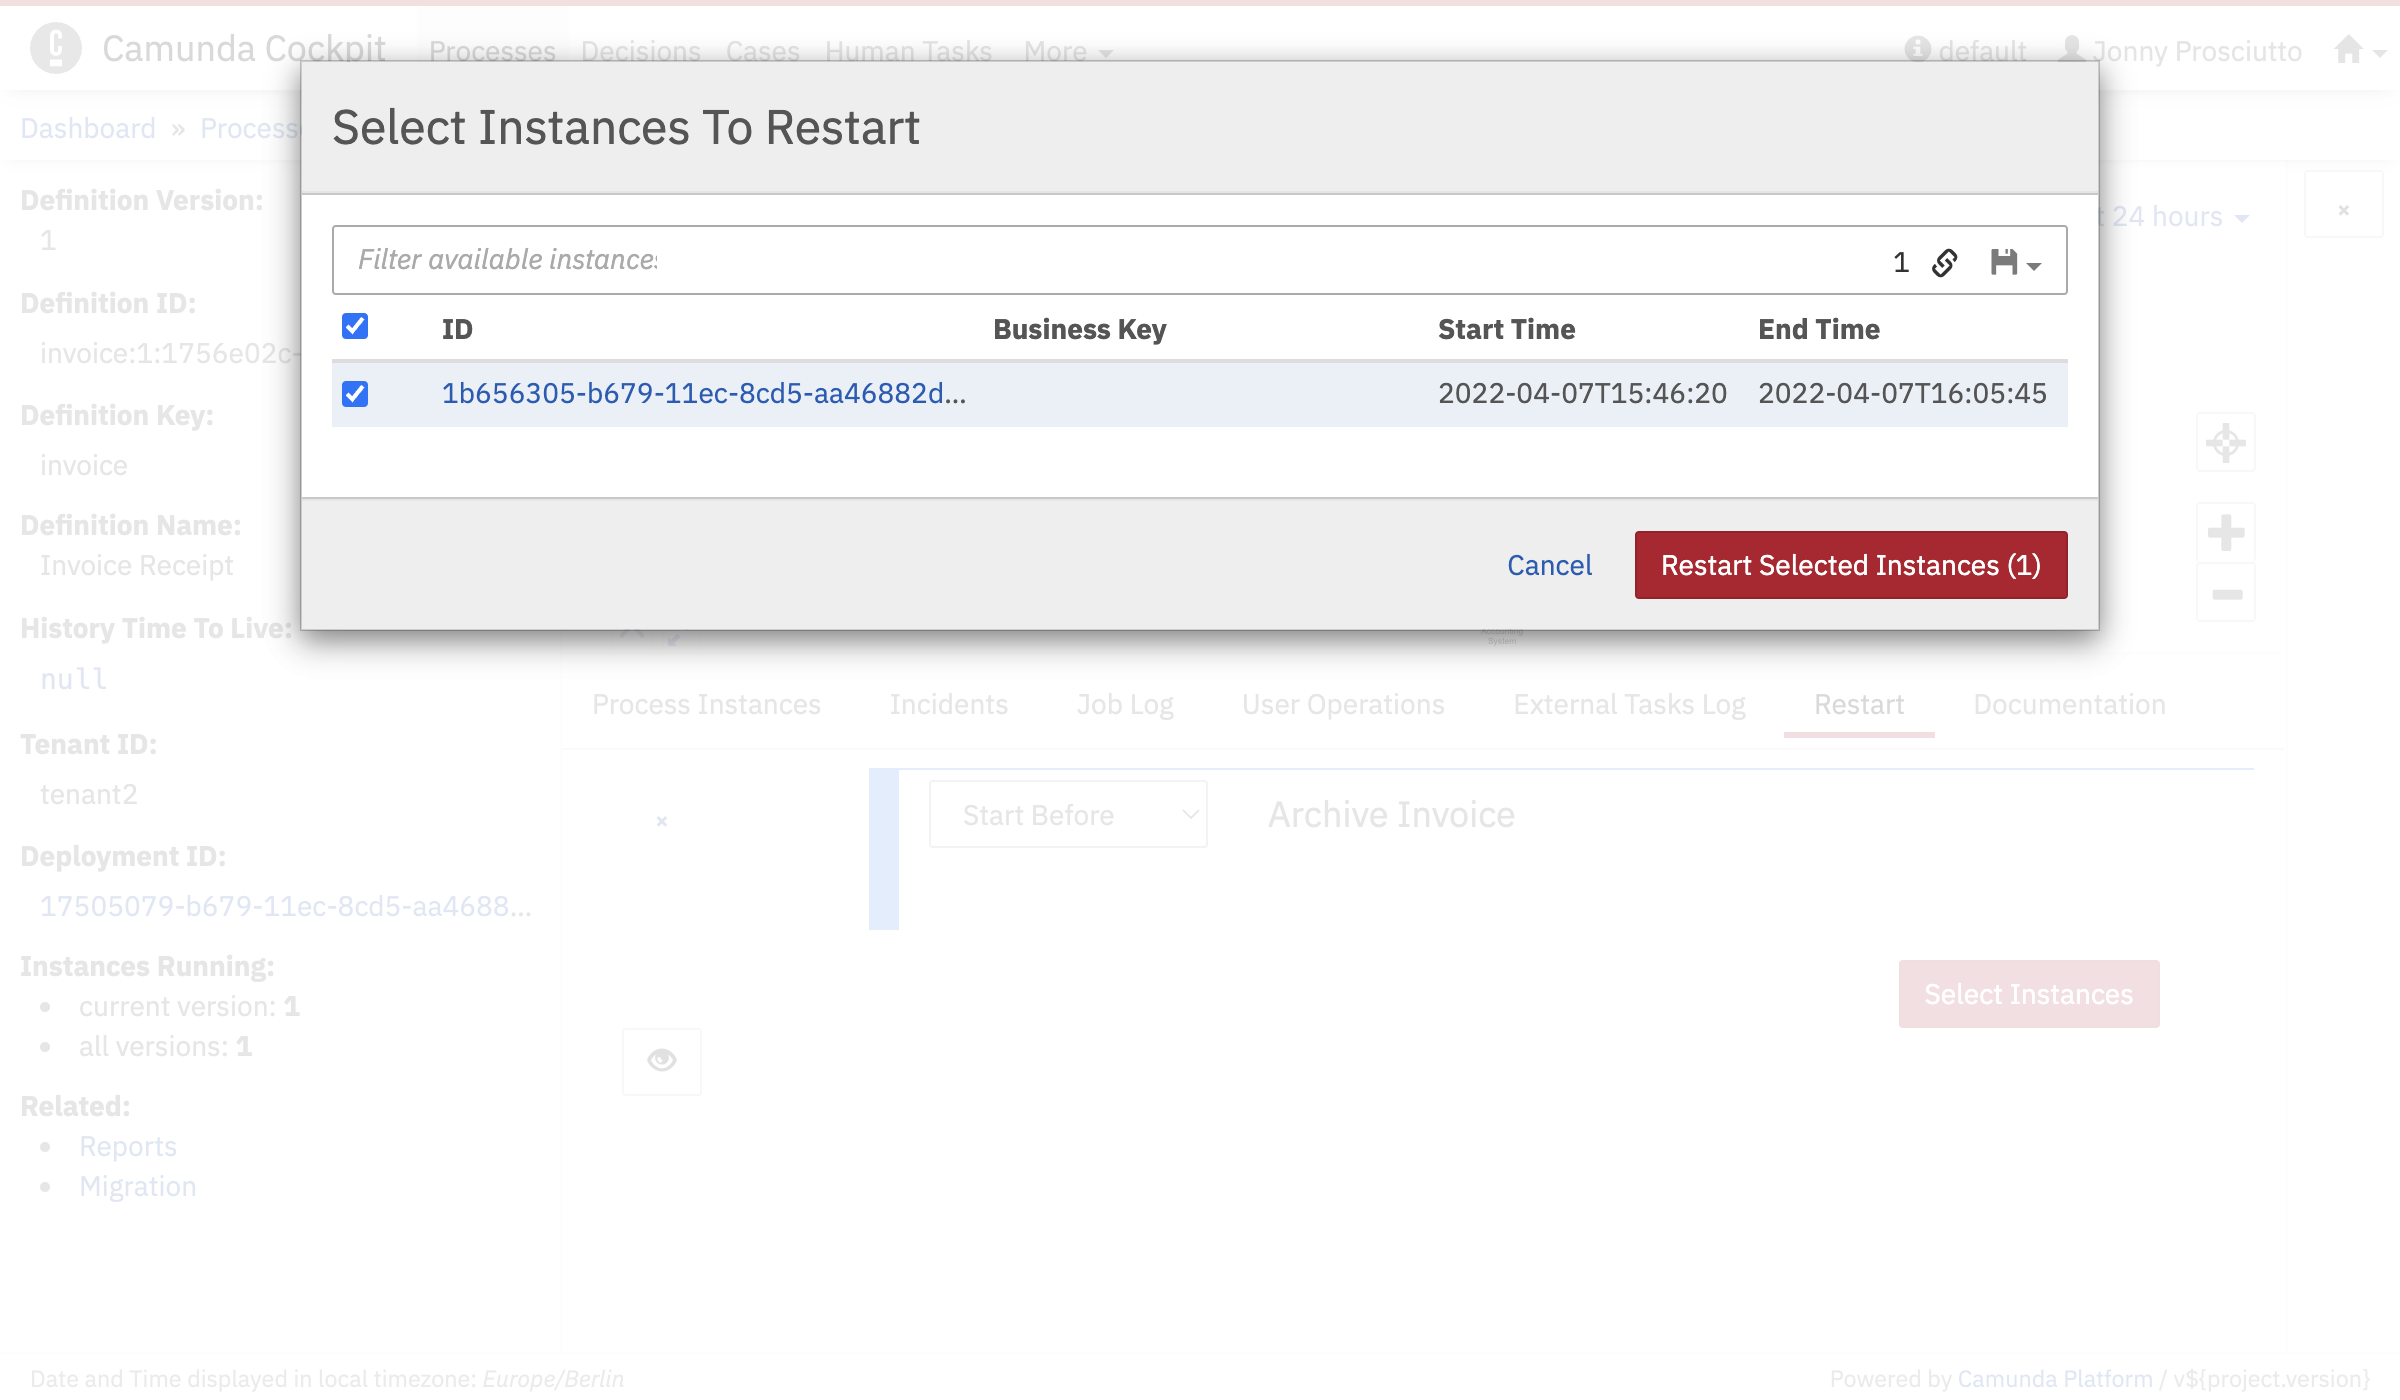 Camunda Cockpit Processes Decisions Cases Human Tasks More default Jonny Prosciutto
Dashboard »
Select Instances To Restart
Filter available instances 1
ID Business Key Start Time End Time
1b656305-b679-11ec-8cd5-aa46882d... 2022-04-07T15:46:20 2022-04-07T16:05:45
Cancel Restart Selected Instances (1)
Definition Version:
1
Definition ID:
invoice:1:1756e02c-
Definition Key:
invoice
Definition Name:
Invoice Receipt
History Time To Live:
null
Tenant ID:
tenant2
Deployment ID:
17505079-b679-11ec-8cd5-aa4688...
Instances Running:
• current version: 1
• all versions: 1
Related:
• Reports
• Migration
24 hours ×
Accounting
System
Process Instances Incidents Job Log User Operations External Tasks Log Restart Documentation
× Start Before Archive Invoice
Select Instances
Date and Time displayed in local timezone: Europe/Berlin
Powered by Camunda Platform / v${project.version}